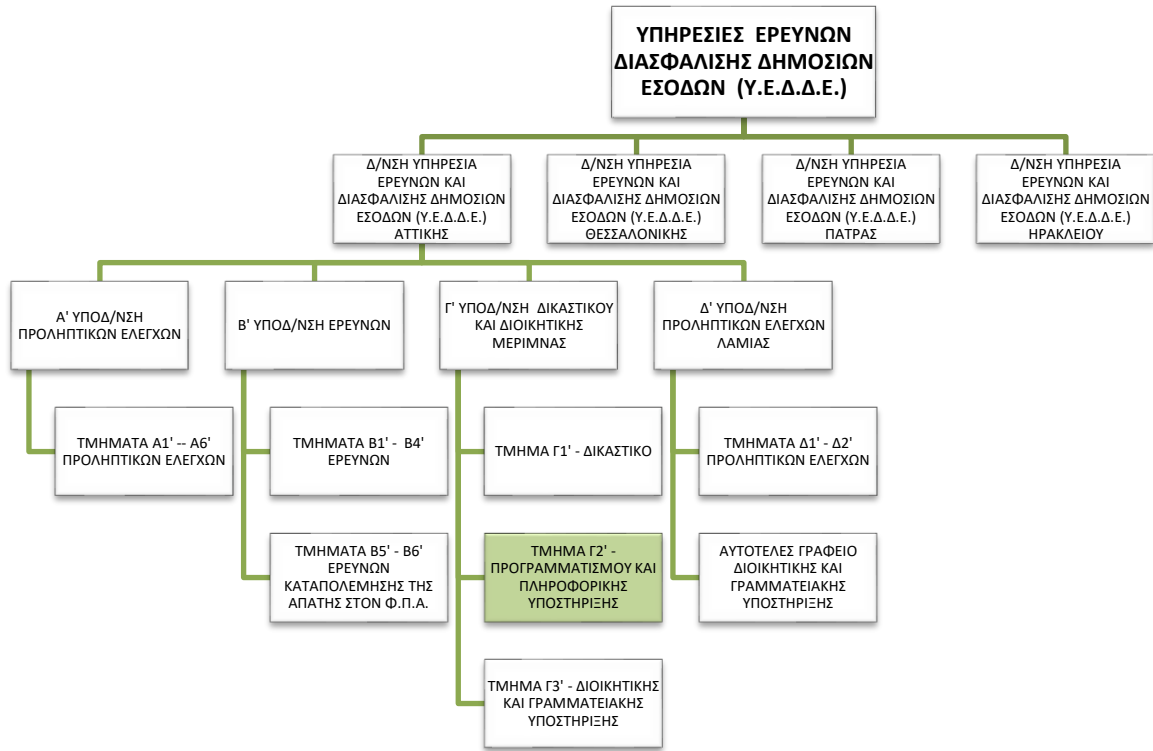 ΥΠΗΡΕΣΙΕΣ ΕΡΕΥΝΩΝ
ΔΙΑΣΦΑΛΙΣΗΣ ΔΗΜΟΣΙΩΝ
ΕΣΟΔΩΝ (Υ.Ε.Δ.Δ.Ε.)
Δ/ΝΣΗ ΥΠΗΡΕΣΙΑ
ΕΡΕΥΝΩΝ ΚΑΙ
ΔΙΑΣΦΑΛΙΣΗΣ ΔΗΜΟΣΙΩΝ
ΕΣΟΔΩΝ (Υ.Ε.Δ.Δ.Ε.)
ΑΤΤΙΚΗΣ
Δ/ΝΣΗ ΥΠΗΡΕΣΙΑ
ΕΡΕΥΝΩΝ ΚΑΙ
ΔΙΑΣΦΑΛΙΣΗΣ ΔΗΜΟΣΙΩΝ
ΕΣΟΔΩΝ (Υ.Ε.Δ.Δ.Ε.)
ΘΕΣΣΑΛΟΝΙΚΗΣ
Δ/ΝΣΗ ΥΠΗΡΕΣΙΑ
ΕΡΕΥΝΩΝ ΚΑΙ
ΔΙΑΣΦΑΛΙΣΗΣ ΔΗΜΟΣΙΩΝ
ΕΣΟΔΩΝ (Υ.Ε.Δ.Δ.Ε.)
ΠΑΤΡΑΣ
Δ/ΝΣΗ ΥΠΗΡΕΣΙΑ
ΕΡΕΥΝΩΝ ΚΑΙ
ΔΙΑΣΦΑΛΙΣΗΣ ΔΗΜΟΣΙΩΝ
ΕΣΟΔΩΝ (Υ.Ε.Δ.Δ.Ε.)
ΗΡΑΚΛΕΙΟΥ
Α' ΥΠΟΔ/ΝΣΗ
ΠΡΟΛΗΠΤΙΚΩΝ ΕΛΕΓΧΩΝ
Β' ΥΠΟΔ/ΝΣΗ ΕΡΕΥΝΩΝ
Γ' ΥΠΟΔ/ΝΣΗ ΔΙΚΑΣΤΙΚΟΥ
ΚΑΙ ΔΙΟΙΚΗΤΙΚΗΣ
ΜΕΡΙΜΝΑΣ
Δ' ΥΠΟΔ/ΝΣΗ
ΠΡΟΛΗΠΤΙΚΩΝ ΕΛΕΓΧΩΝ
ΛΑΜΙΑΣ
ΤΜΗΜΑΤΑ Α1' -- Α6'
ΠΡΟΛΗΠΤΙΚΩΝ ΕΛΕΓΧΩΝ
ΤΜΗΜΑΤΑ Β1' - Β4'
ΕΡΕΥΝΩΝ
ΤΜΗΜΑ Γ1' - ΔΙΚΑΣΤΙΚΟ
ΤΜΗΜΑΤΑ Δ1' - Δ2'
ΠΡΟΛΗΠΤΙΚΩΝ ΕΛΕΓΧΩΝ
ΤΜΗΜΑΤΑ Β5' - Β6'
ΕΡΕΥΝΩΝ
ΚΑΤΑΠΟΛΕΜΗΣΗΣ ΤΗΣ
ΑΠΑΤΗΣ ΣΤΟΝ Φ.Π.Α.
ΤΜΗΜΑ Γ2' -
ΠΡΟΓΡΑΜΜΑΤΙΣΜΟΥ ΚΑΙ
ΠΛΗΡΟΦΟΡΙΚΗΣ
ΥΠΟΣΤΗΡΙΞΗΣ
ΑΥΤΟΤΕΛΕΣ ΓΡΑΦΕΙΟ
ΔΙΟΙΚΗΤΙΚΗΣ ΚΑΙ
ΓΡΑΜΜΑΤΕΙΑΚΗΣ
ΥΠΟΣΤΗΡΙΞΗΣ
ΤΜΗΜΑ Γ3' - ΔΙΟΙΚΗΤΙΚΗΣ
ΚΑΙ ΓΡΑΜΜΑΤΕΙΑΚΗΣ
ΥΠΟΣΤΗΡΙΞΗΣ